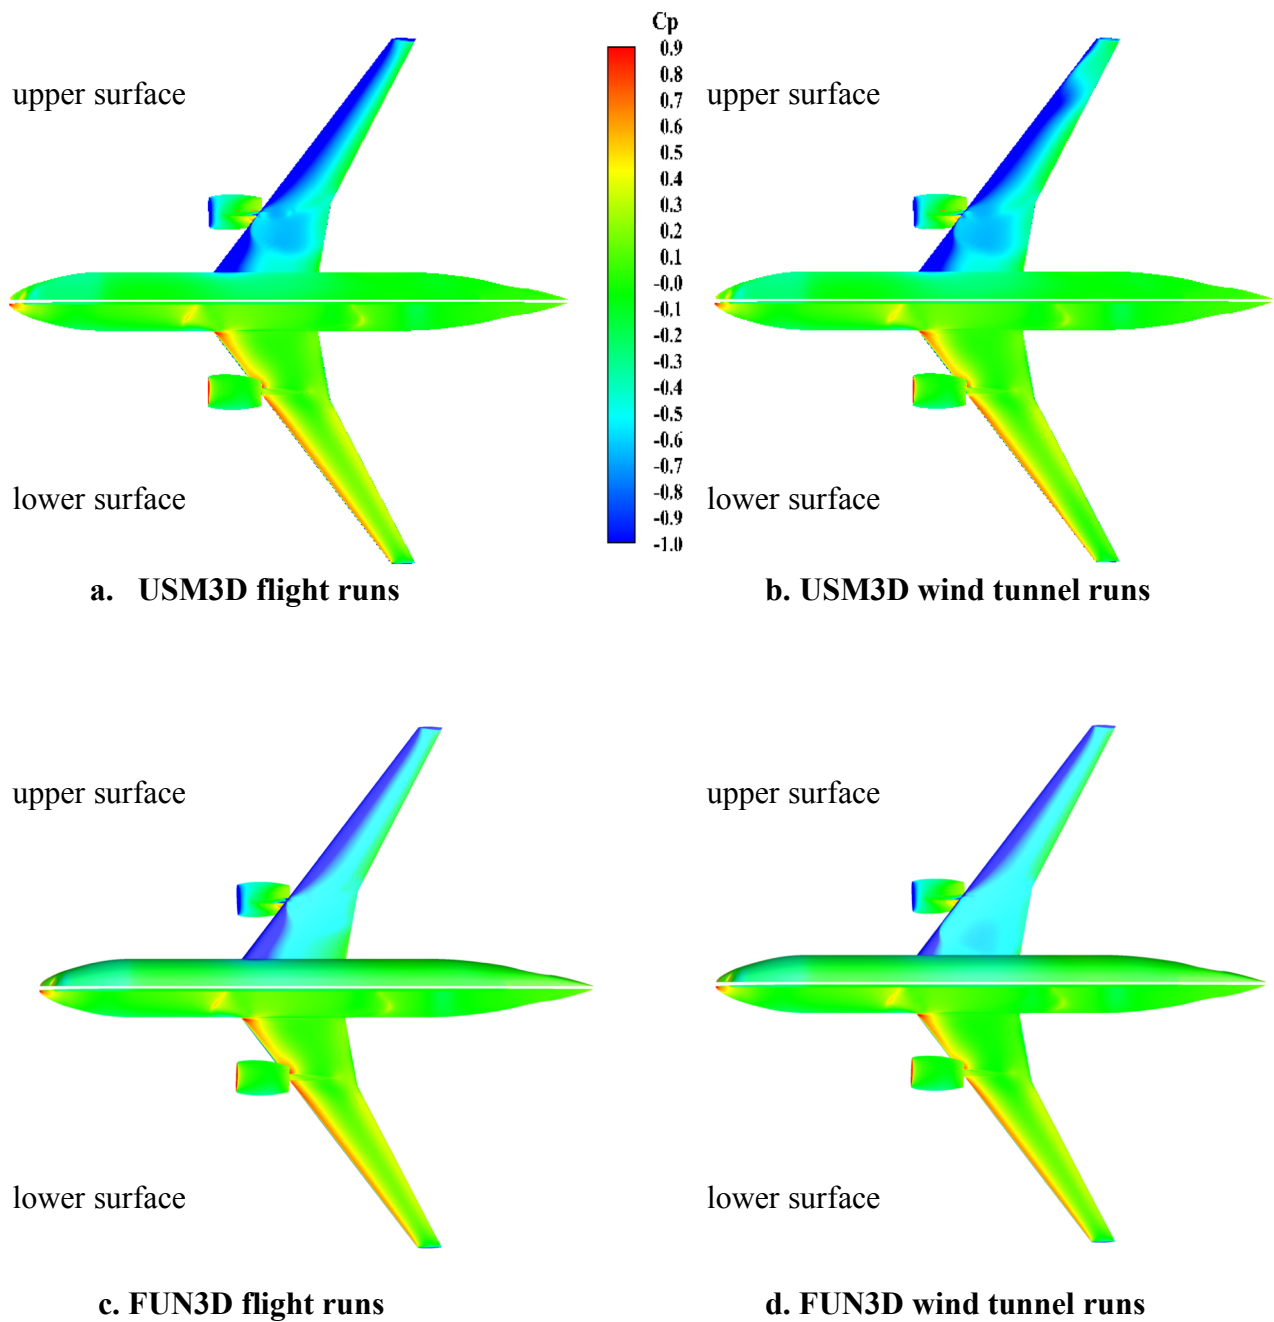 Cp
upper surface
upper surface
0.9
0.8
0.7
0.6
0.5
0.4
0.3
0.2
0.1
-0.0
-0.1
-0.2
-0.3
-0.4
-0.5
-0.6
-0.7
-0.8
-0.9
-1.0
lower surface
lower surface
a. USM3D flight runs
b. USM3D wind tunnel runs
upper surface
upper surface
lower surface
lower surface
c. FUN3D flight runs
d. FUN3D wind tunnel runs